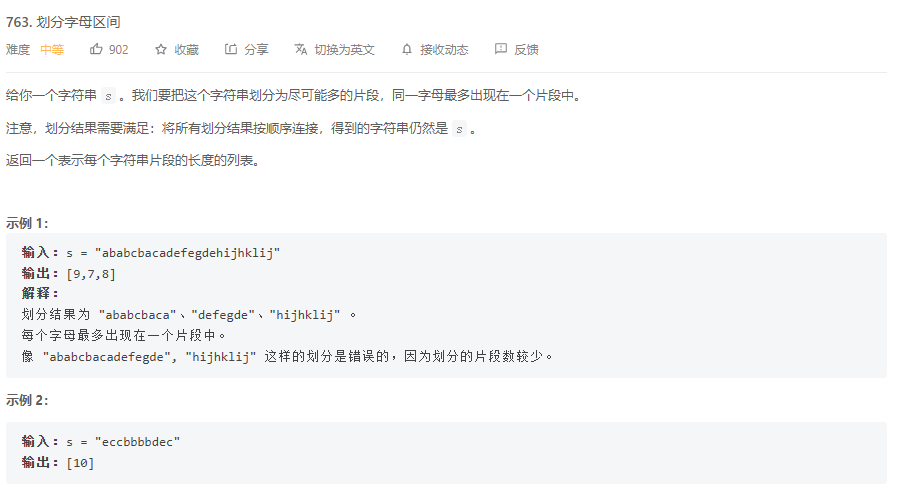 763. 划分字母区间
难度 中等 902 收藏 分享 切换为英文 接收动态 反馈
给你一个字符串 s 。我们要把这个字符串划分为尽可能多的片段，同一字母最多出现在一个片段中。
注意，划分结果需要满足：将所有划分结果按顺序连接，得到的字符串仍然是 s 。
返回一个表示每个字符串片段的长度的列表。
示例 1：
输入：s = "ababcbacadefegdehijhklij"
输出：[9,7,8]
解释：
划分结果为 "ababcbaca"、"defegde"、"hijhklij" 。
每个字母最多出现在一个片段中。
像 "ababcbacadefegde", "hijhklij" 这样的划分是错误的，因为划分的片段数较少。
示例 2：
输入：s = "eccbbbbdec"
输出：[10]